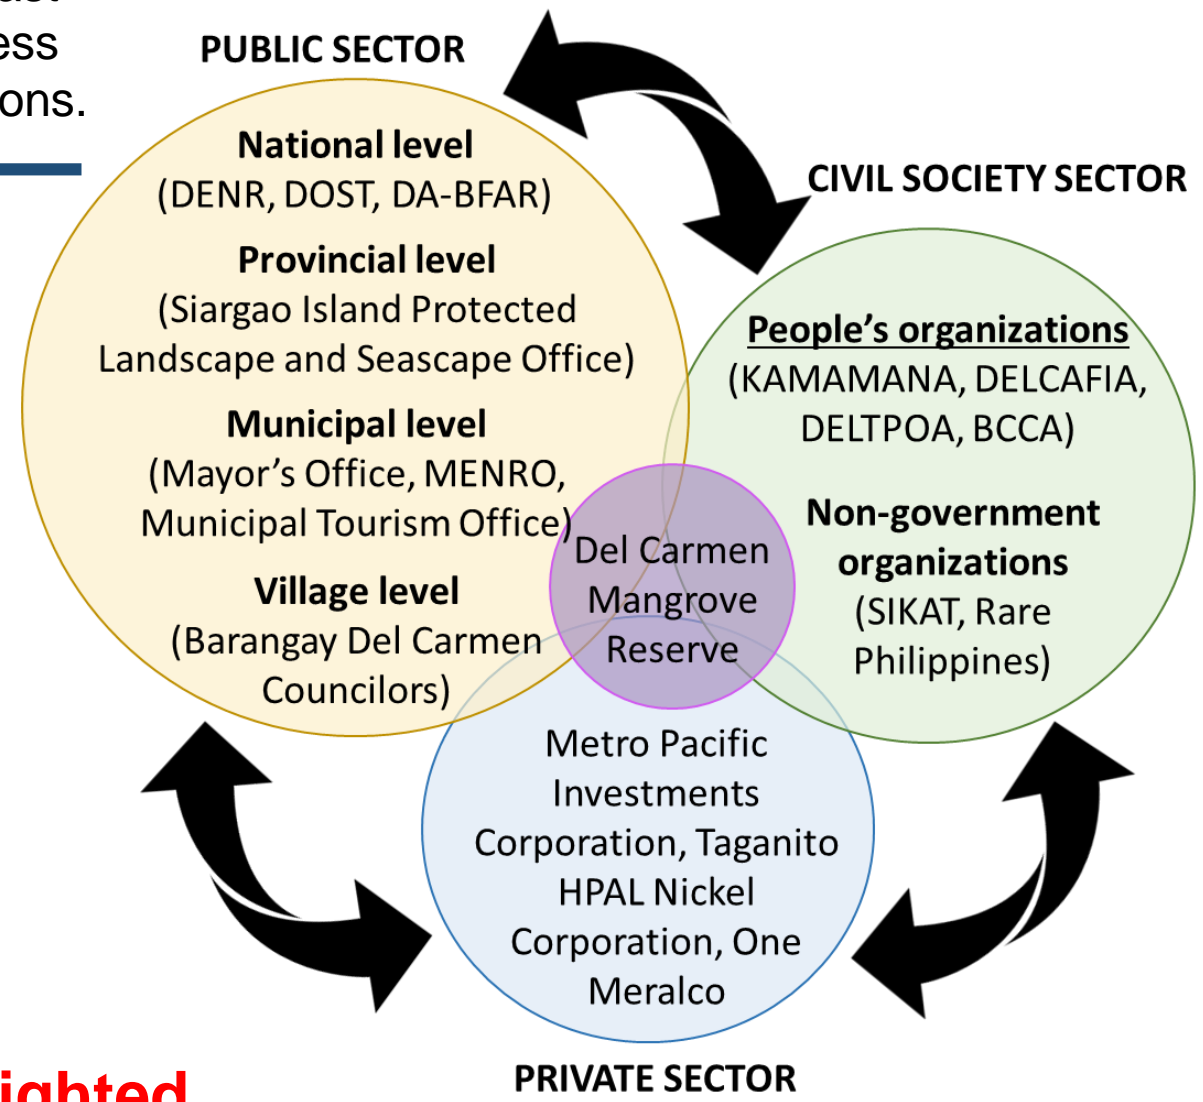 ess
ons.
PUBLIC SECTOR
National level
(DENR, DOST, DA-BFAR)
Provincial level
(Siargao Island Protected
Landscape and Seascape Office)
Municipal level
(Mayor’s Office, MENRO,
Municipal Tourism Office)
Village level
(Barangay Del Carmen
Councilors)
CIVIL SOCIETY SECTOR
People’s organizations
(KAMAMANA, DELCAFIA,
DELTPOA, BCCA)
Non-government
organizations
(SIKAT, Rare
Philippines)
Del Carmen
Mangrove
Reserve
Metro Pacific
Investments
Corporation, Taganito
HPAL Nickel
Corporation, One
Meralco
PRIVATE SECTOR
ighted